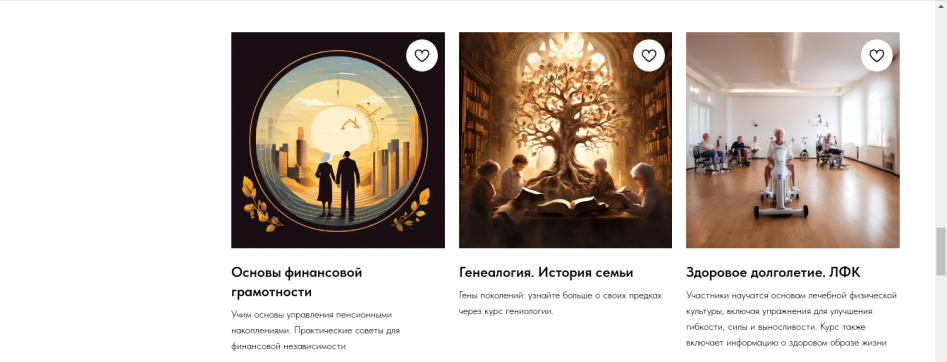 Основы финансовой
грамотности
Учим основы управления пенсионными
накоплениями. Практические советы для
финансовой независимости
Генеалогия. История семьи
Гены поколений: узнайте больше о своих предках
через курс гениологии.
Здоровое долголетие. ЛФК
Участники научатся основам лечебной физической
культуры, включая упражнения для улучшения
гибкости, силы и выносливости. Курс также
включает информацию о здоровом образе жизни